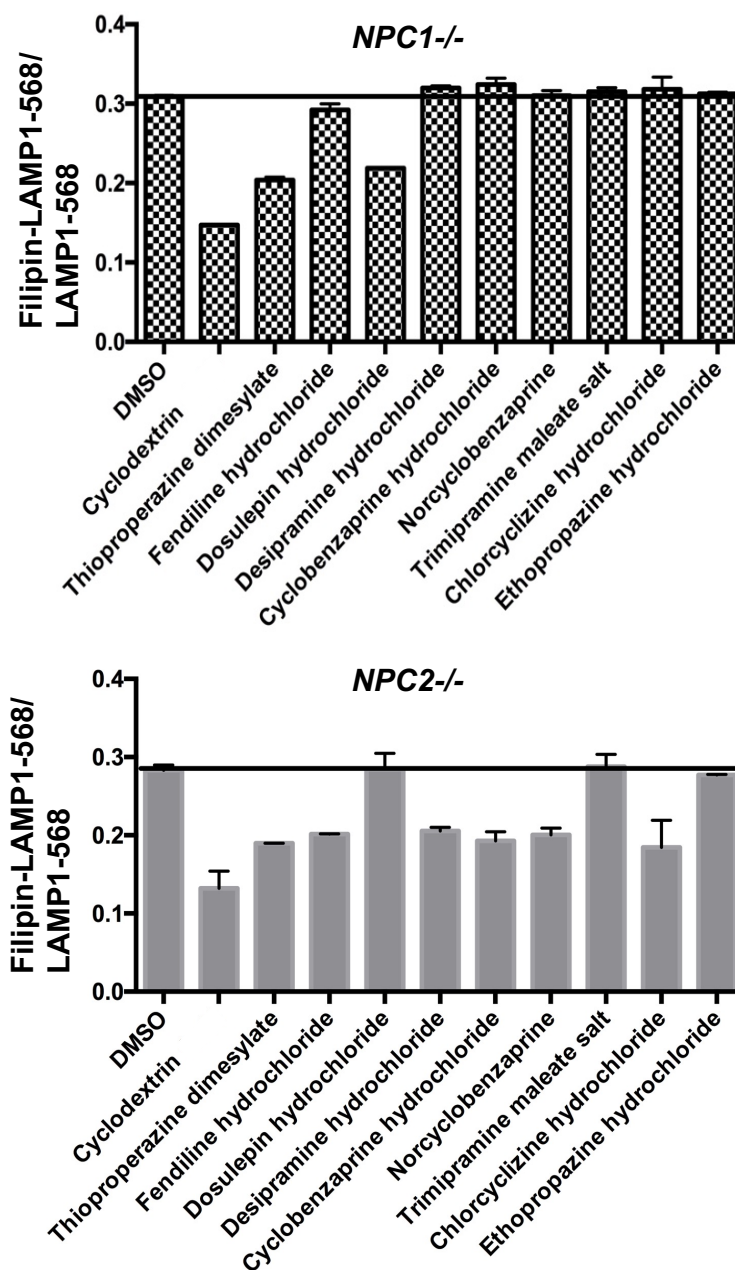 NPC1-/-
Filipin-LAMP1-568/
LAMP1-568
0.4
0.3
0.2
0.1
0.0
DMSO
Cyclodextrin
Thioproperazine dimesylate
Fendiline hydrochloride
Dosulepin hydrochloride
Desipramine hydrochloride
Cyclobenzaprine hydrochloride
Norcyclobenzaprine
Trimipramine maleate salt
Chlorcyclizine hydrochloride
Ethopropazine hydrochloride
NPC2-/-
Filipin-LAMP1-568/
LAMP1-568
0.4
0.3
0.2
0.1
0.0
DMSO
Cyclodextrin
Thioproperazine dimesylate
Fendiline hydrochloride
Dosulepin hydrochloride
Desipramine hydrochloride
Cyclobenzaprine hydrochloride
Norcyclobenzaprine
Trimipramine maleate salt
Chlorcyclizine hydrochloride
Ethopropazine hydrochloride